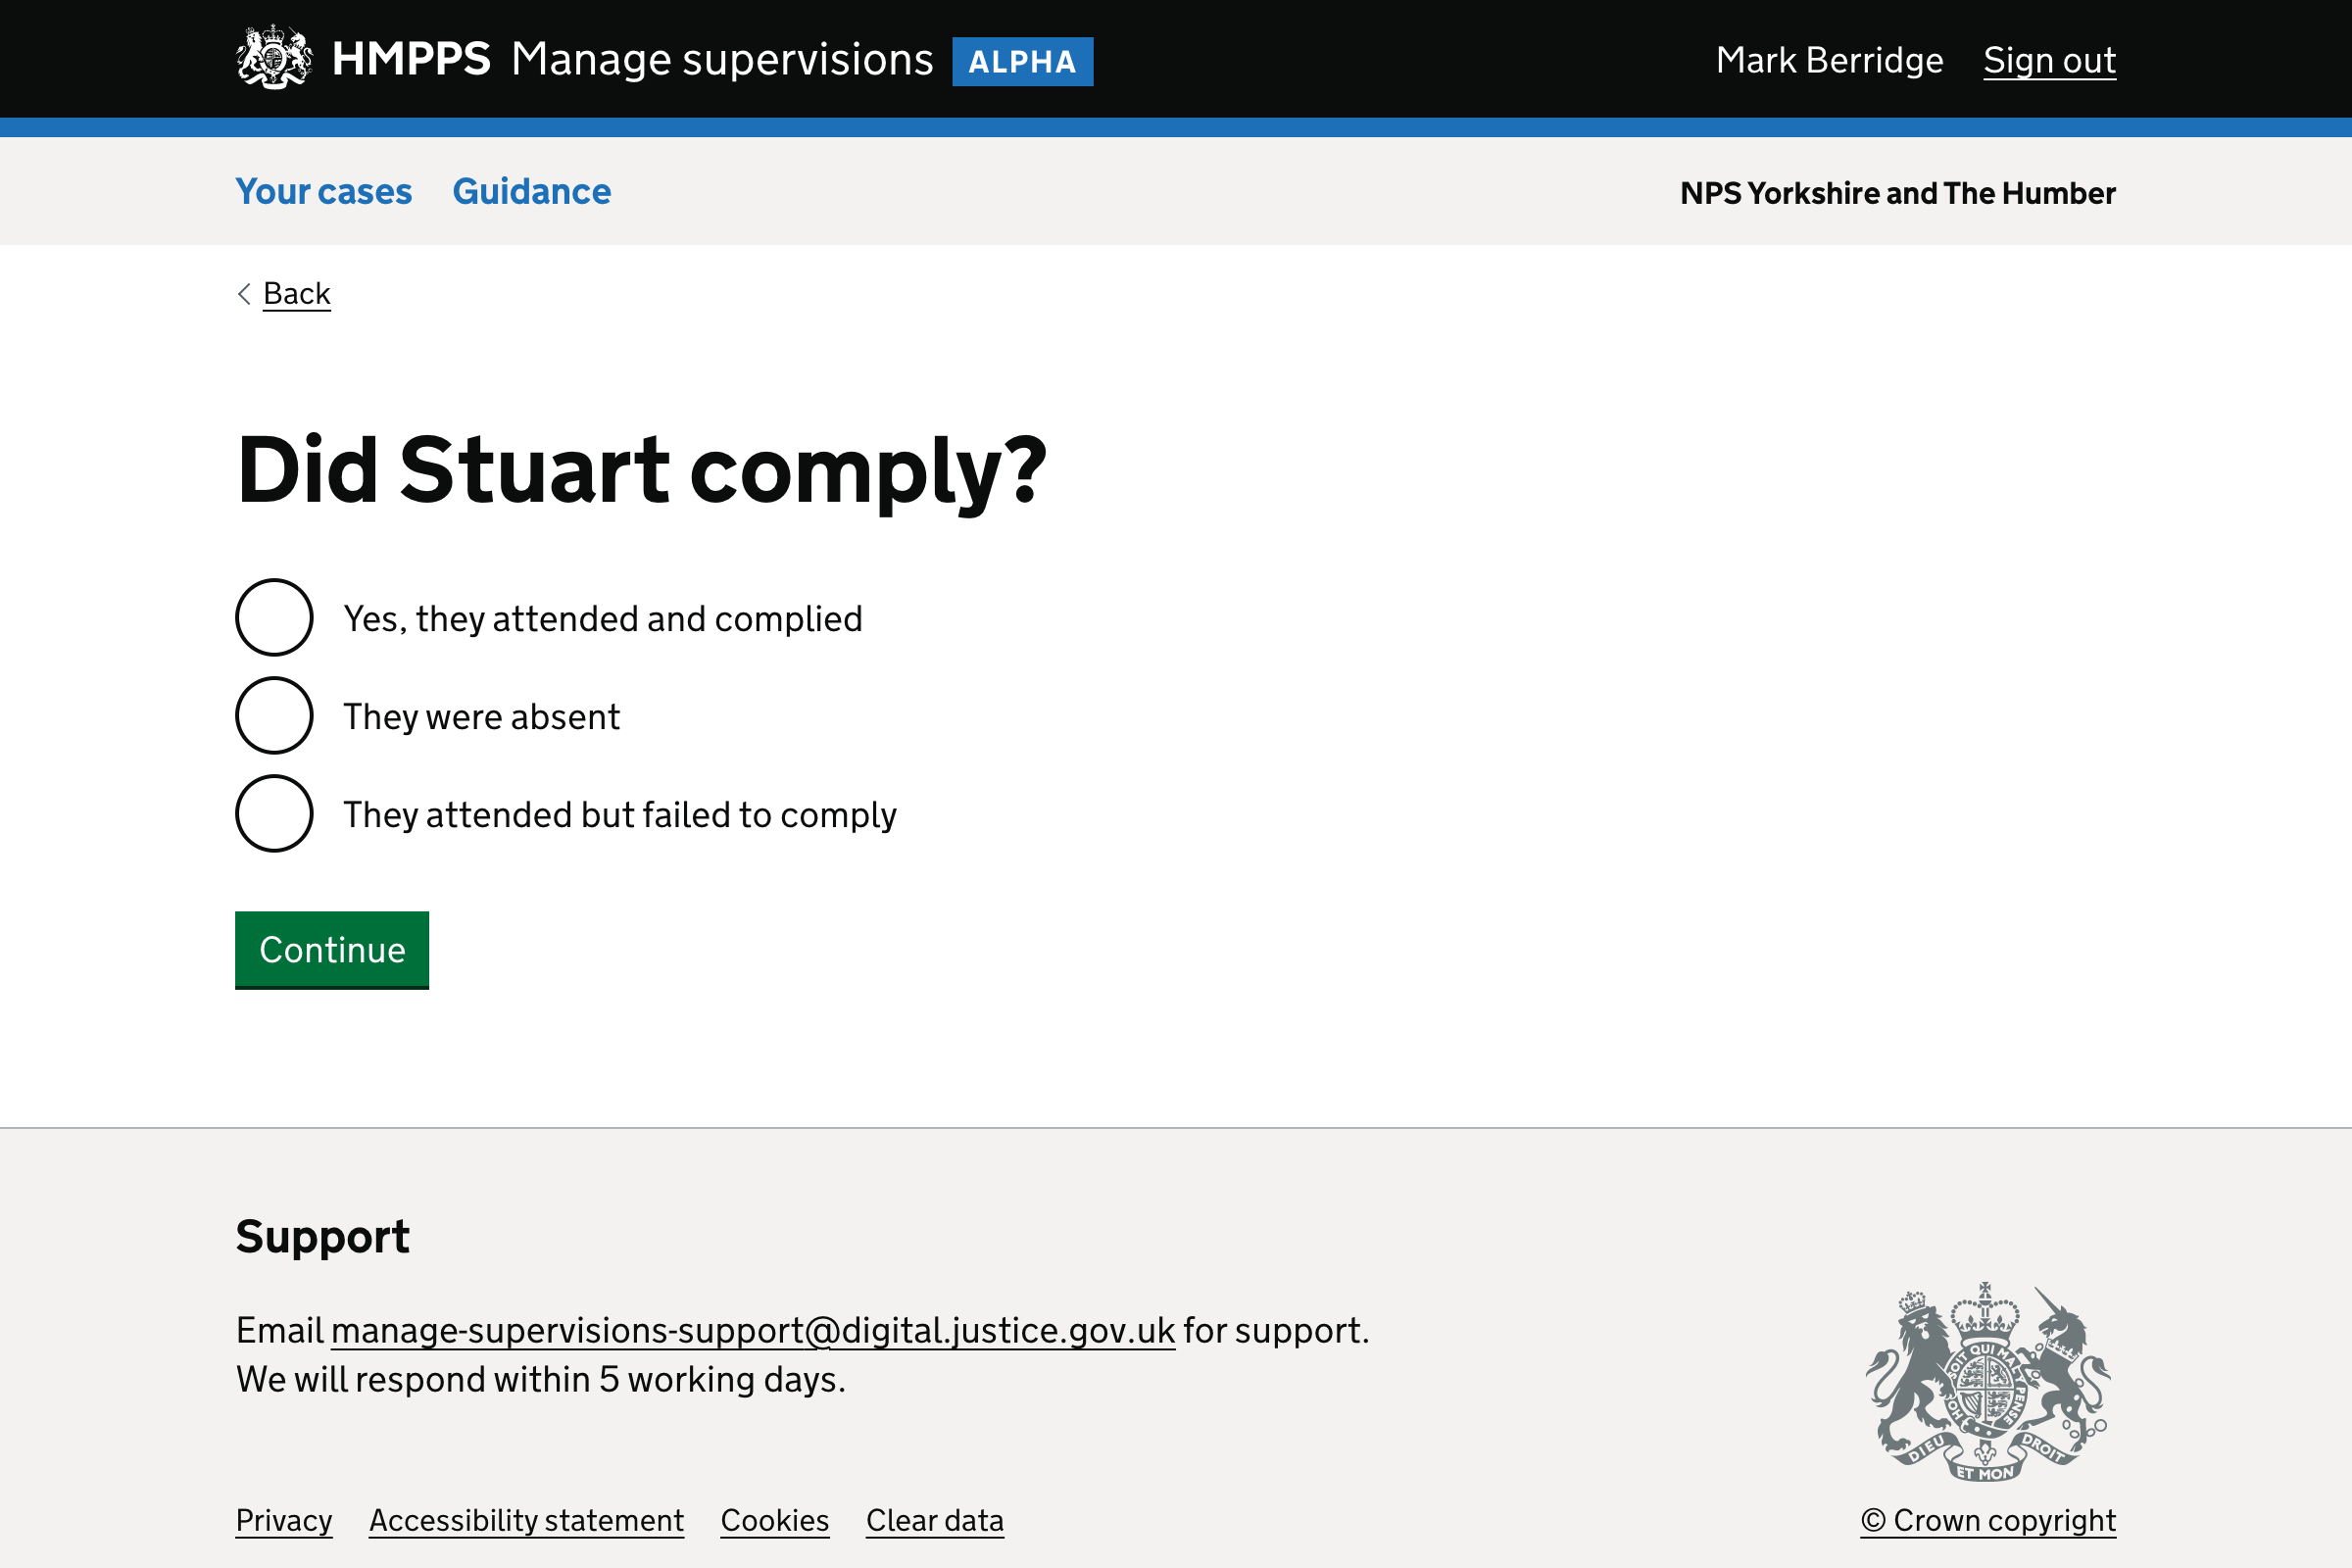 HMPPS Manage supervisions ALPHA Mark Berridge Sign out
Your cases Guidance NPS Yorkshire and The Humber
Back
Did Stuart comply?
Yes, they attended and complied
They were absent
They attended but failed to comply
Continue
Support
Email manage-supervisions-support@digital.justice.gov.uk for support.
We will respond within 5 working days.
SOIT QUI MAL Y PENSE
HON
DIEU ET MON DROIT
Privacy Accessibility statement Cookies Clear data © Crown copyright